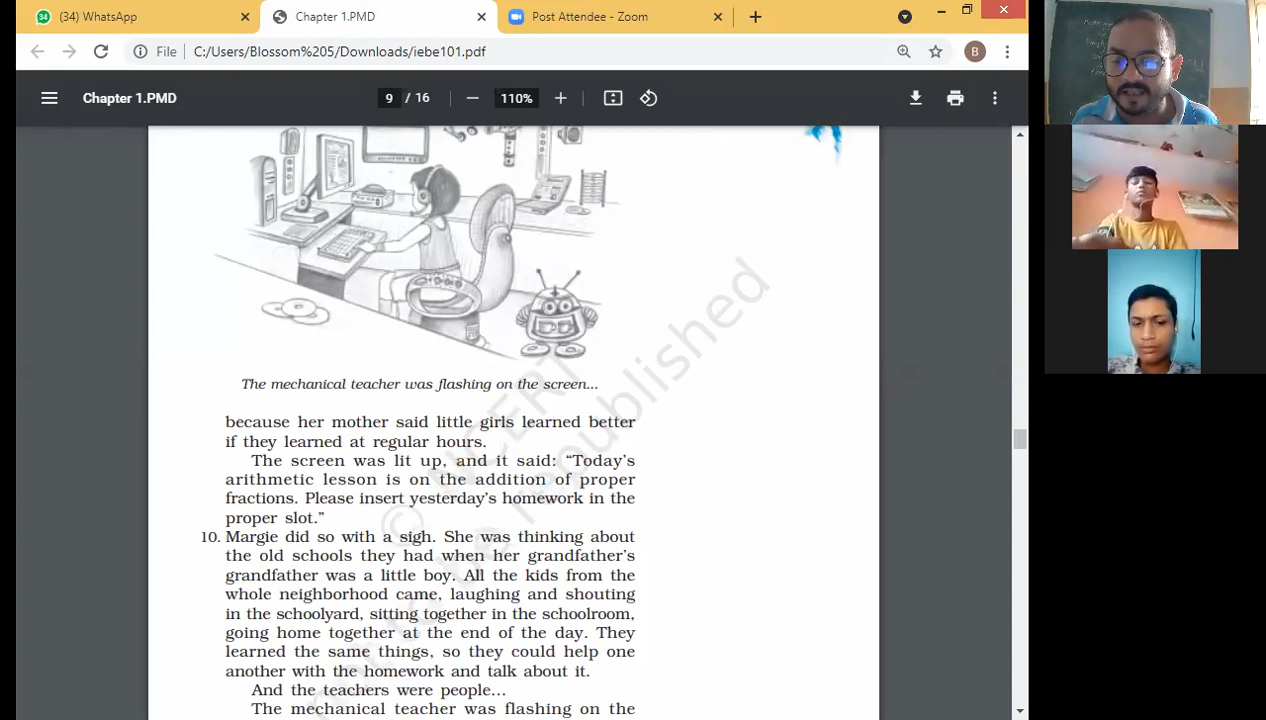 34
(34) WhatsApp
Chapter 1.PMD
Post Attendee - Zoom
File
C:/Users/Blossom%205/Downloads/iebe101.pdf
B
Chapter 1.PMD
9 / 16
110%
The mechanical teacher was flashing on the screen...
because her mother said little girls learned better
if they learned at regular hours.
The screen was lit up, and it said: “Today’s
arithmetic lesson is on the addition of proper
fractions. Please insert yesterday’s homework in the
proper slot.”
10. Margie did so with a sigh. She was thinking about
the old schools they had when her grandfather’s
grandfather was a little boy. All the kids from the
whole neighborhood came, laughing and shouting
in the schoolyard, sitting together in the schoolroom,
going home together at the end of the day. They
learned the same things, so they could help one
another with the homework and talk about it.
And the teachers were people...
The mechanical teacher was flashing on the
© NCERT
not to be republished